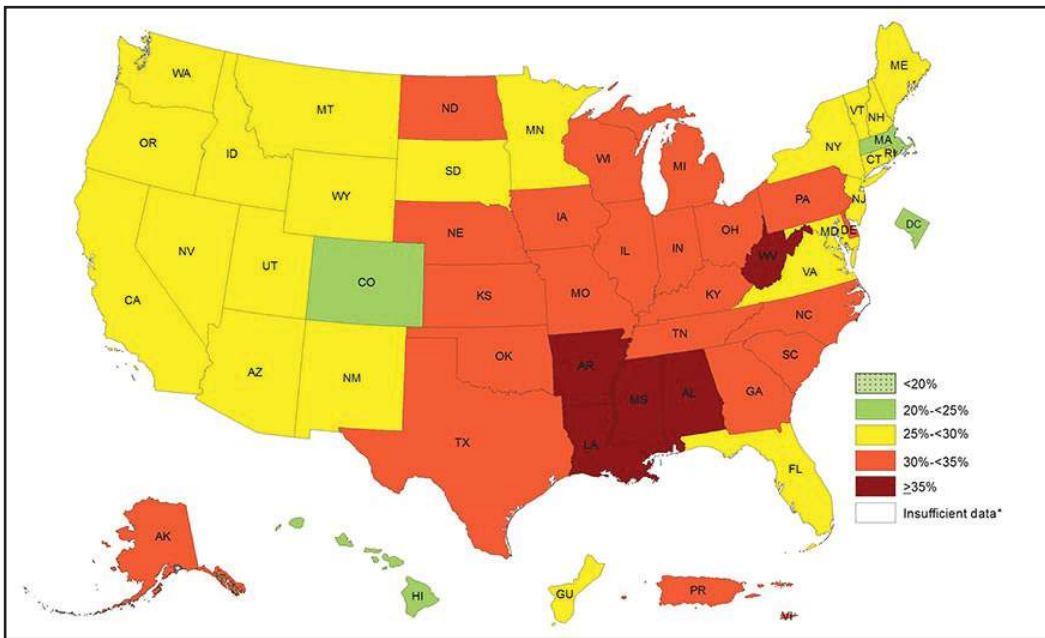 WA
ME
MT
ND
VT
MN
NH
OR
MA
NY
ID
WI
CT
RI
MI
SD
WY
PA
IA
NJ
NE
OH
DC
MD
DE
NV
IL
IN
UT
WV
CO
VA
CA
KS
MO
KY
NC
TN
OK
AZ
NM
AR
SC
MS
AL
GA
TX
LA
FL
<20%
20%-<25%
25%-<30%
30%-<35%
≥35%
Insufficient data*
AK
HI
GU
PR
VI